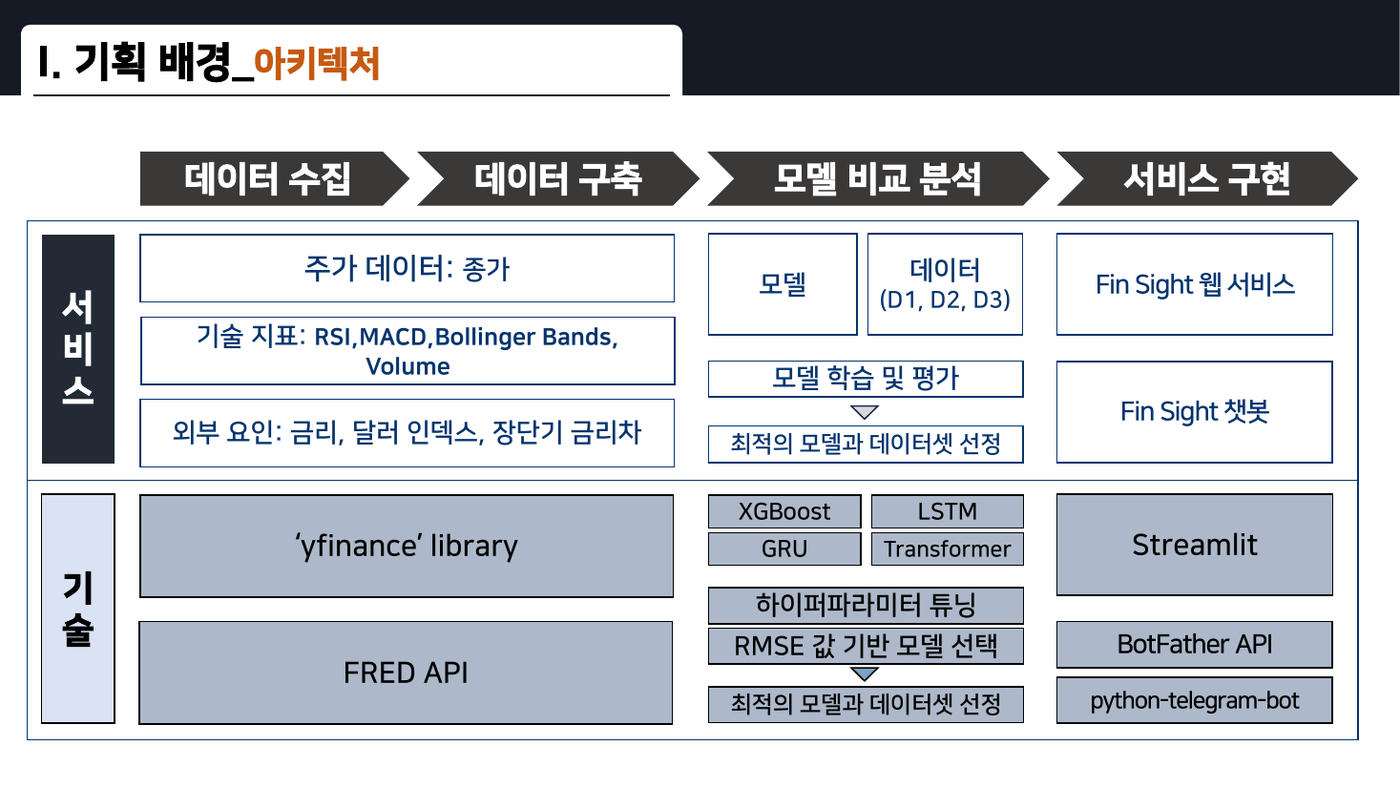 I. 기획 배경_아키텍처
데이터 수집
데이터 구축
모델 비교 분석
서비스 구현
서
비
스
주가 데이터: 종가
기술 지표: RSI,MACD,Bollinger Bands,
Volume
외부 요인: 금리, 달러 인덱스, 장단기 금리차
모델
데이터
(D1, D2, D3)
모델 학습 및 평가
최적의 모델과 데이터셋 선정
Fin Sight 웹 서비스
Fin Sight 챗봇
기
술
‘yfinance’ library
FRED API
XGBoost
LSTM
GRU
Transformer
하이퍼파라미터 튜닝
RMSE 값 기반 모델 선택
최적의 모델과 데이터셋 선정
Streamlit
BotFather API
python-telegram-bot